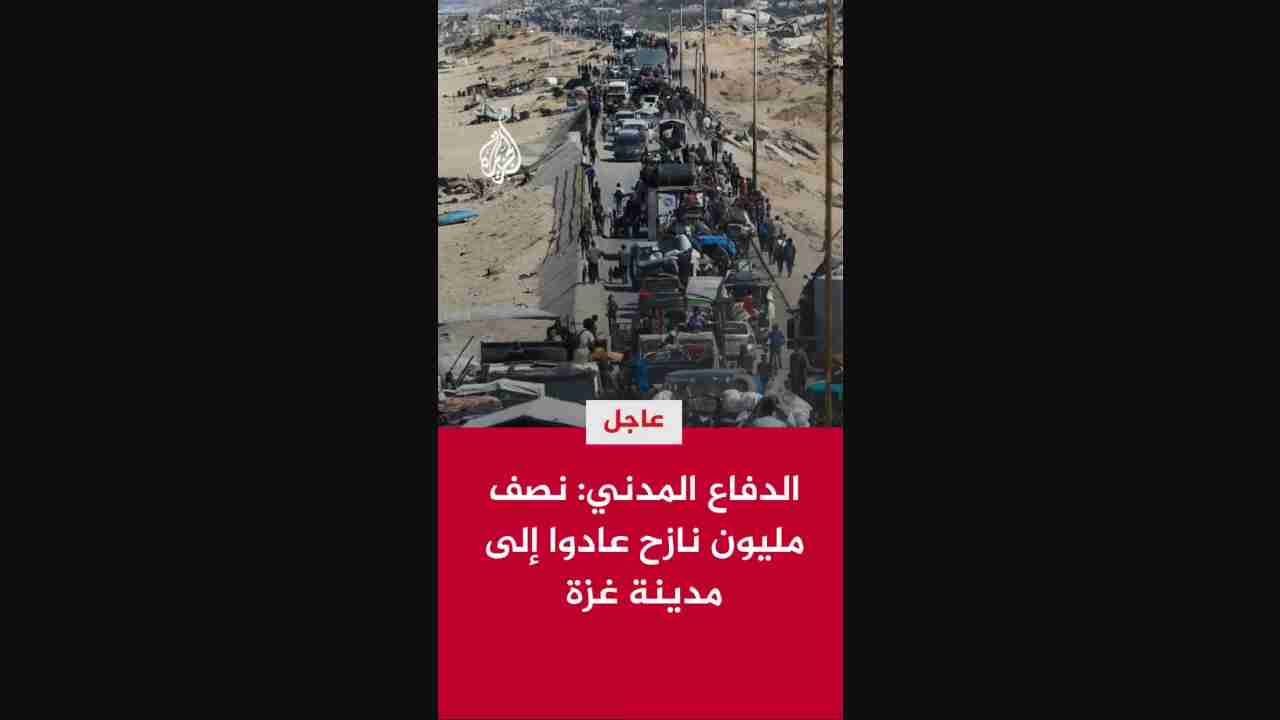 عاجل
الدفاع المدني: نصف
مليون نازح عادوا إلى
مدينة غزة